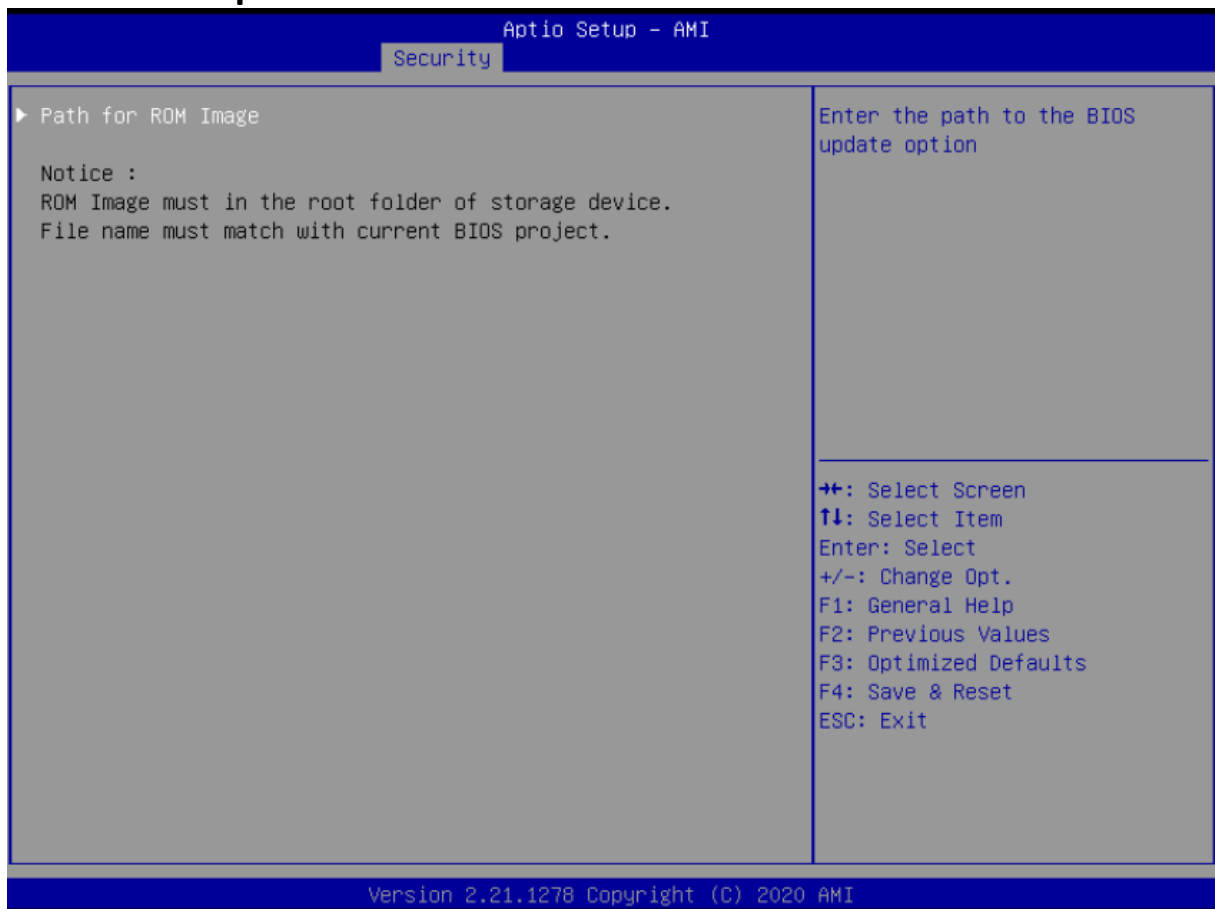 Aptio Setup – AMI
Security
▶ Path for ROM Image
Notice :
ROM Image must in the root folder of storage device.
File name must match with current BIOS project.
Enter the path to the BIOS
update option
→←: Select Screen
↑↓: Select Item
Enter: Select
+/-: Change Opt.
F1: General Help
F2: Previous Values
F3: Optimized Defaults
F4: Save & Reset
ESC: Exit
Version 2.21.1278 Copyright (C) 2020 AMI